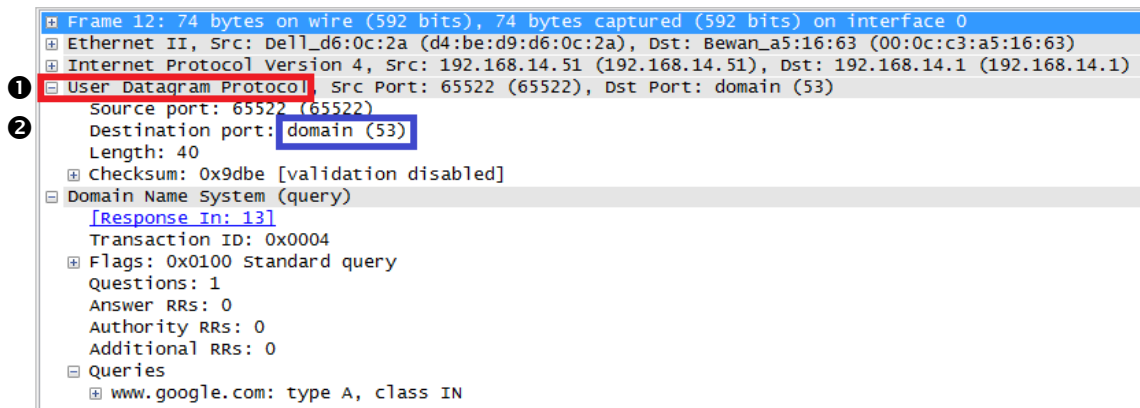 Frame 12: 74 bytes on wire (592 bits), 74 bytes captured (592 bits) on interface 0
Ethernet II, Src: Dell_d6:0c:2a (d4:be:d9:d6:0c:2a), Dst: Bewan_a5:16:63 (00:0c:c3:a5:16:63)
Internet Protocol Version 4, Src: 192.168.14.51 (192.168.14.51), Dst: 192.168.14.1 (192.168.14.1)
❶ User Datagram Protocol, Src Port: 65522 (65522), Dst Port: domain (53)
Source port: 65522 (65522)
❷ Destination port: domain (53)
Length: 40
Checksum: 0x9dbe [validation disabled]
Domain Name System (query)
[Response In: 13]
Transaction ID: 0x0004
Flags: 0x0100 Standard query
Questions: 1
Answer RRs: 0
Authority RRs: 0
Additional RRs: 0
Queries
www.google.com: type A, class IN